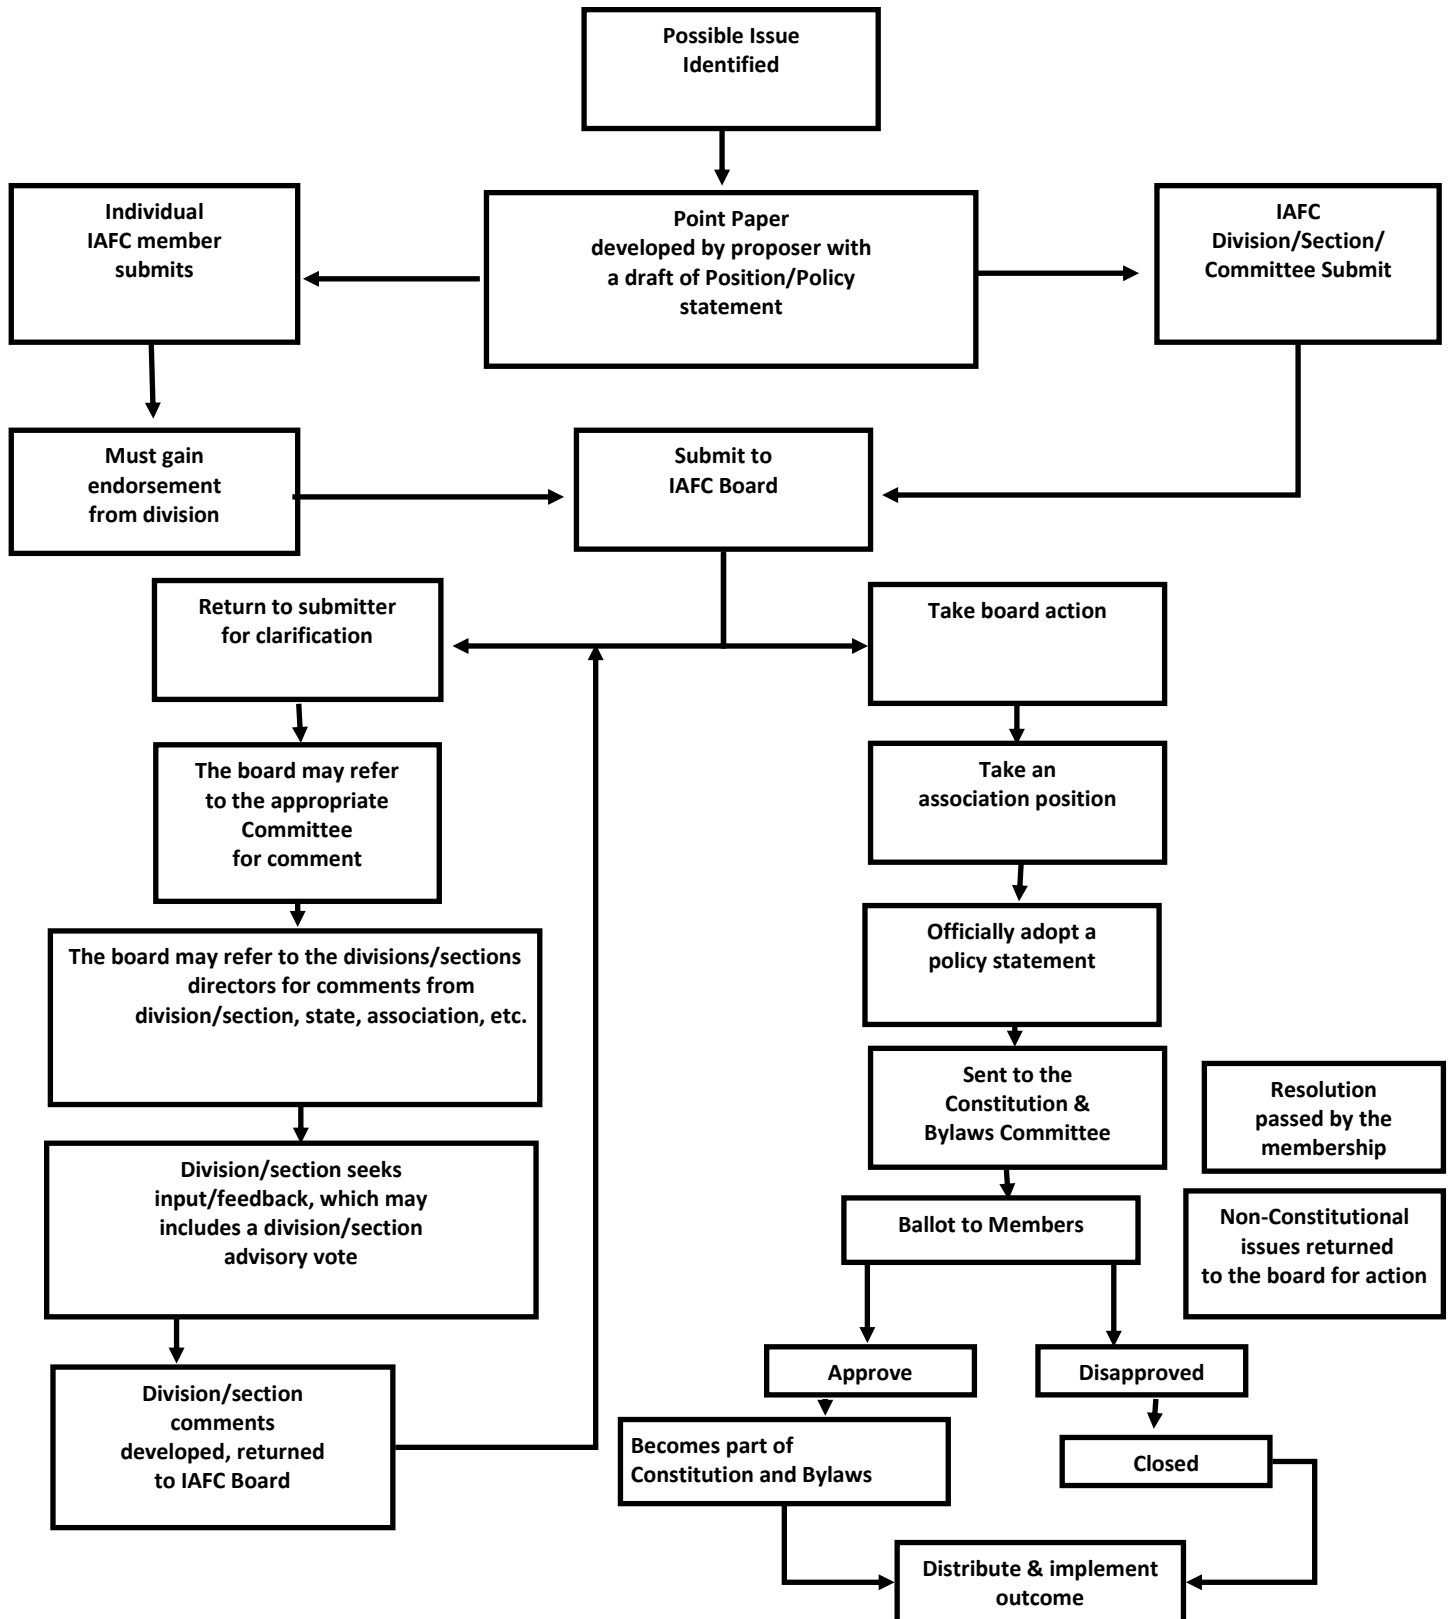 Possible Issue
Identified
Individual
IAFC member
submits
Point Paper
developed by proposer with
a draft of Position/Policy
statement
IAFC
Division/Section/
Committee Submit
Must gain
endorsement
from division
Submit to
IAFC Board
Return to submitter
for clarification
Take board action
The board may refer
to the appropriate
Committee
for comment
Take an
association position
The board may refer to the divisions/sections
directors for comments from
division/section, state, association, etc.
Officially adopt a
policy statement
Sent to the
Constitution &
Bylaws Committee
Resolution
passed by the
membership
Division/section seeks
input/feedback, which may
includes a division/section
advisory vote
Ballot to Members
Non-Constitutional
issues returned
to the board for action
Approve
Disapproved
Division/section
comments
developed, returned
to IAFC Board
Becomes part of
Constitution and Bylaws
Closed
Distribute & implement
outcome